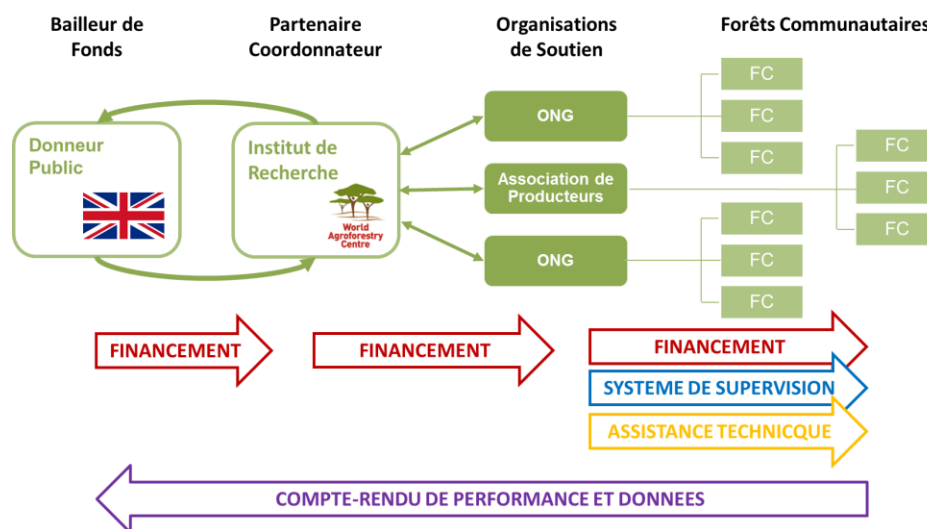 Bailleur de
Fonds
Partenaire
Coordonnateur
Organisations
de Soutien
Forêts Communautaires
Donneur
Public
Institut de
Recherche
World
Agroforestry
Centre
ONG
Association de
Producteurs
ONG
FC
FC
FC
FC
FC
FC
FC
FC
FC
FINANCEMENT
FINANCEMENT
FINANCEMENT
SYSTEME DE SUPERVISION
ASSISTANCE TECHNICQUE
COMPTE-RENDU DE PERFORMANCE ET DONNEES